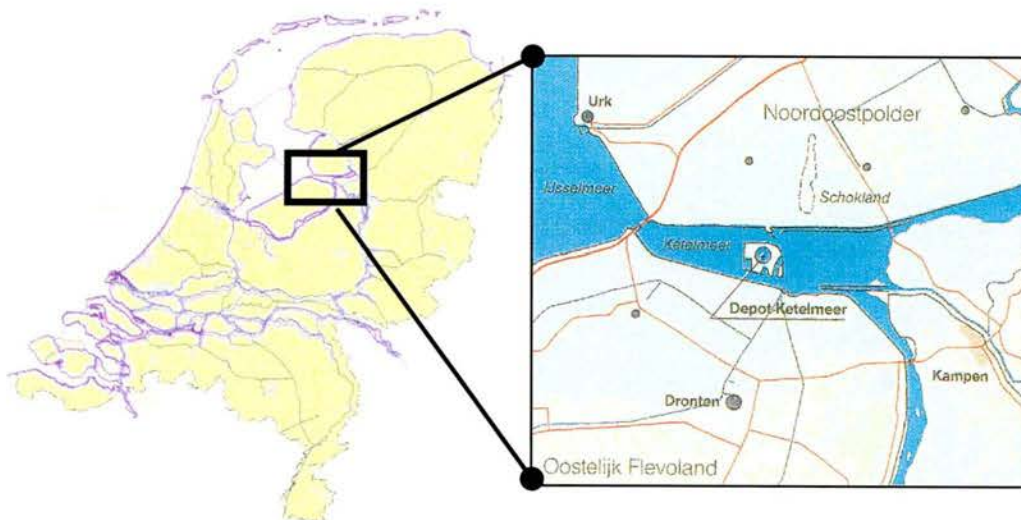 Urk
Noordoostpolder
IJsselmeer
Schokland
Ketelmeer
Depot Ketelmeer
Kampen
Dronten
Oostelijk Flevoland